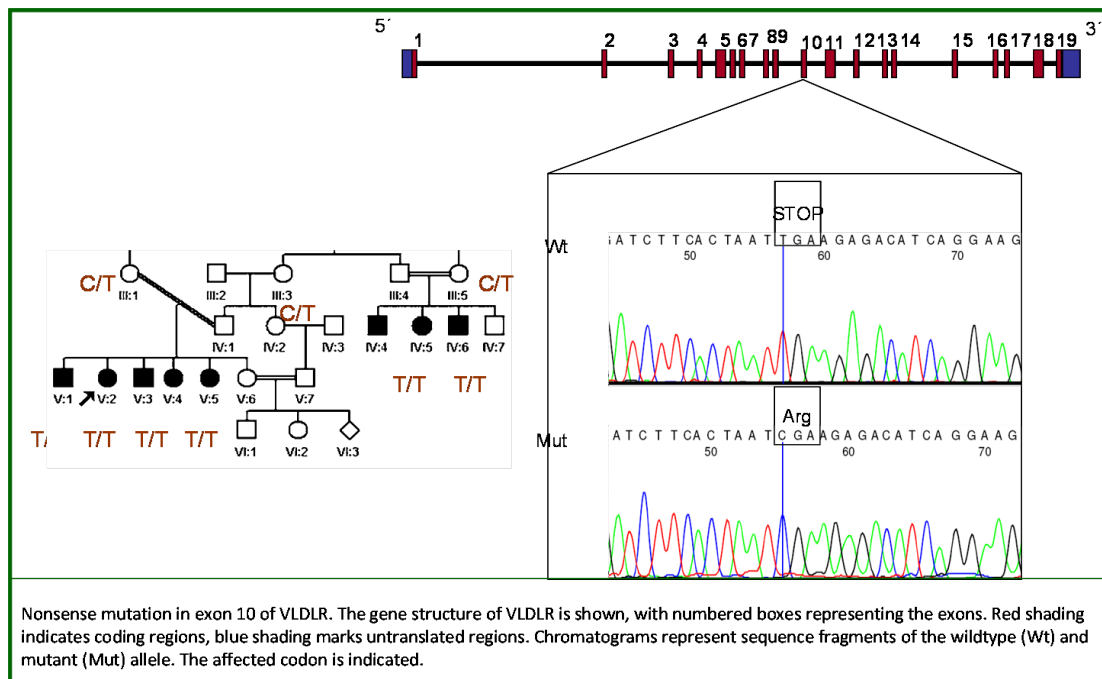 5´ 3´
1 2 3 4 5 67 89 10 11 12 13 14 15 16 17 18 19
STOP
Wt
GATCTTCACTAATTGAAGAGACATCAGGAAG
50 60 70
Arg
Mut
ATCTTCACTAATCGAAGAGACATCAGGAAG
50 60 70
C/T III:1 III:2 III:3 III:4 III:5 C/T
C/T
IV:1 IV:2 IV:3 IV:4 IV:5 IV:6 IV:7
T/T T/T
V:1 V:2 V:3 V:4 V:5 V:6 V:7
T/ T/T T/T T/T
VI:1 VI:2 VI:3
Nonsense mutation in exon 10 of VLDLR. The gene structure of VLDLR is shown, with numbered boxes representing the exons. Red shading
indicates coding regions, blue shading marks untranslated regions. Chromatograms represent sequence fragments of the wildtype (Wt) and
mutant (Mut) allele. The affected codon is indicated.